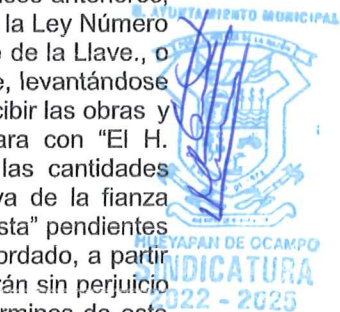 H. AYUNTAMIENTO MUNICIPAL
la Ley Número
de la Llave., o
e, levantándose
cibir las obras y
ara con "El H.
las cantidades
va de la fianza
sta" pendientes
ordado, a partir
HUEYAPAN DE OCAMPO
SINDICATURA
rán sin perjuicio
2022 - 2025